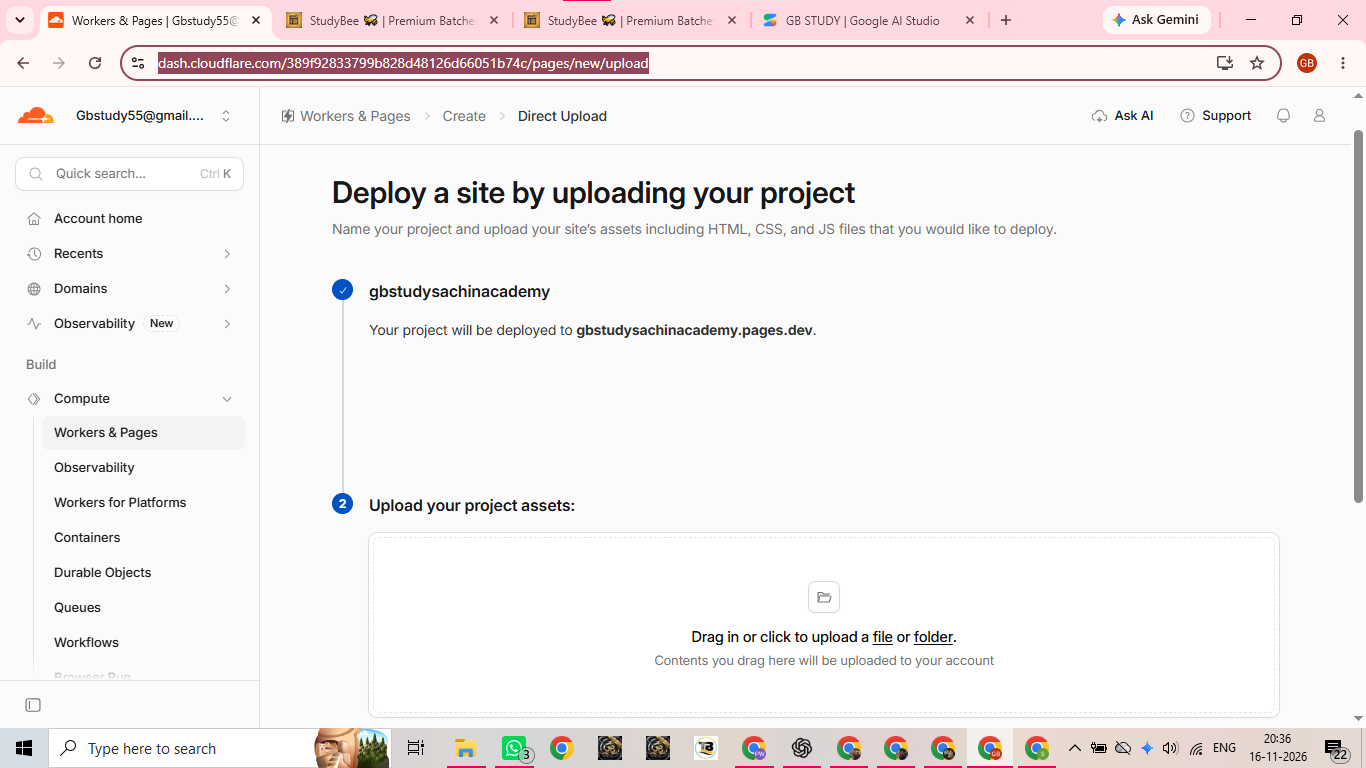 Workers & Pages | Gbstudy55@
StudyBee | Premium Batche
StudyBee | Premium Batche
GB STUDY | Google AI Studio
Ask Gemini
dash.cloudflare.com/389f92833799b828d48126d66051b74c/pages/new/upload
GB
Gbstudy55@gmail....
Workers & Pages
Create
Direct Upload
Ask AI
Support
Quick search...
Ctrl K
Account home
Recents
Domains
Observability
New
Build
Compute
Workers & Pages
Observability
Workers for Platforms
Containers
Durable Objects
Queues
Workflows
Browser Run
Deploy a site by uploading your project
Name your project and upload your site's assets including HTML, CSS, and JS files that you would like to deploy.
gbstudysachinacademy
Your project will be deployed to gbstudysachinacademy.pages.dev.
2
Upload your project assets:
Drag in or click to upload a file or folder.
Contents you drag here will be uploaded to your account
Type here to search
3
ENG
20:36
16-11-2026
22